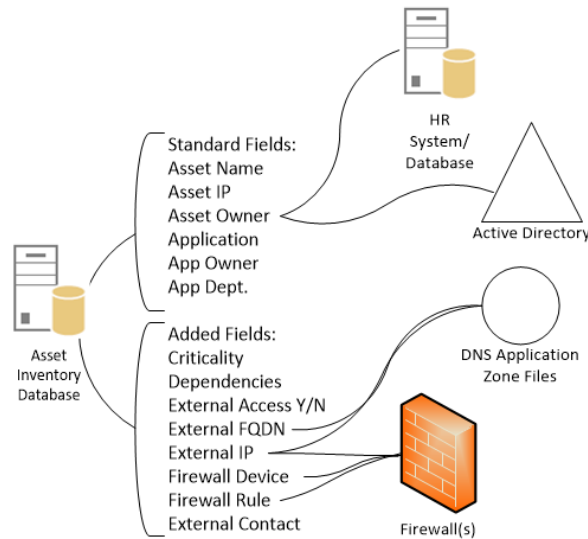 HR
System/
Database
Standard Fields:
Asset Name
Asset IP
Asset Owner
Application
App Owner
App Dept.
Active Directory
Asset
Inventory
Database
Added Fields:
Criticality
Dependencies
External Access Y/N
External FQDN
External IP
Firewall Device
Firewall Rule
External Contact
DNS Application
Zone Files
Firewall(s)